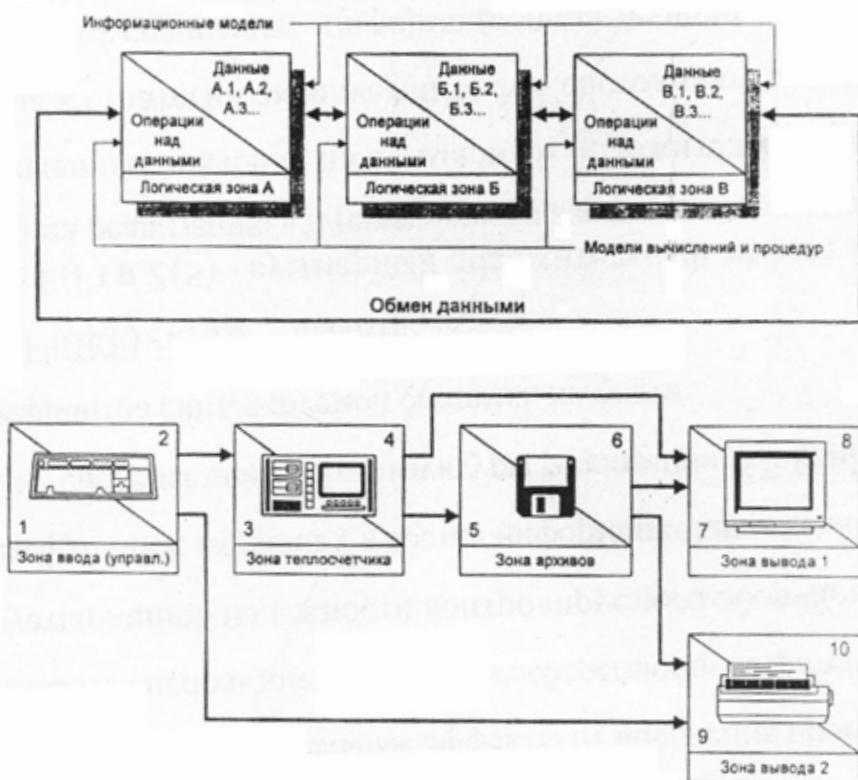 Информационные модели
Данные
А.1, А.2,
А.3...
Операции
над
данными
Логическая зона А
Данные
Б.1, Б.2,
Б.3...
Операции
над
данными
Логическая зона Б
Данные
В.1, В.2,
В.3...
Операции
над
данными
Логическая зона В
Модели вычислений и процедур
Обмен данными
2
1
Зона ввода (управл.)
4
3
Зона теплосчетчика
6
5
Зона архивов
8
Зона вывода 1
10
9
Зона вывода 2